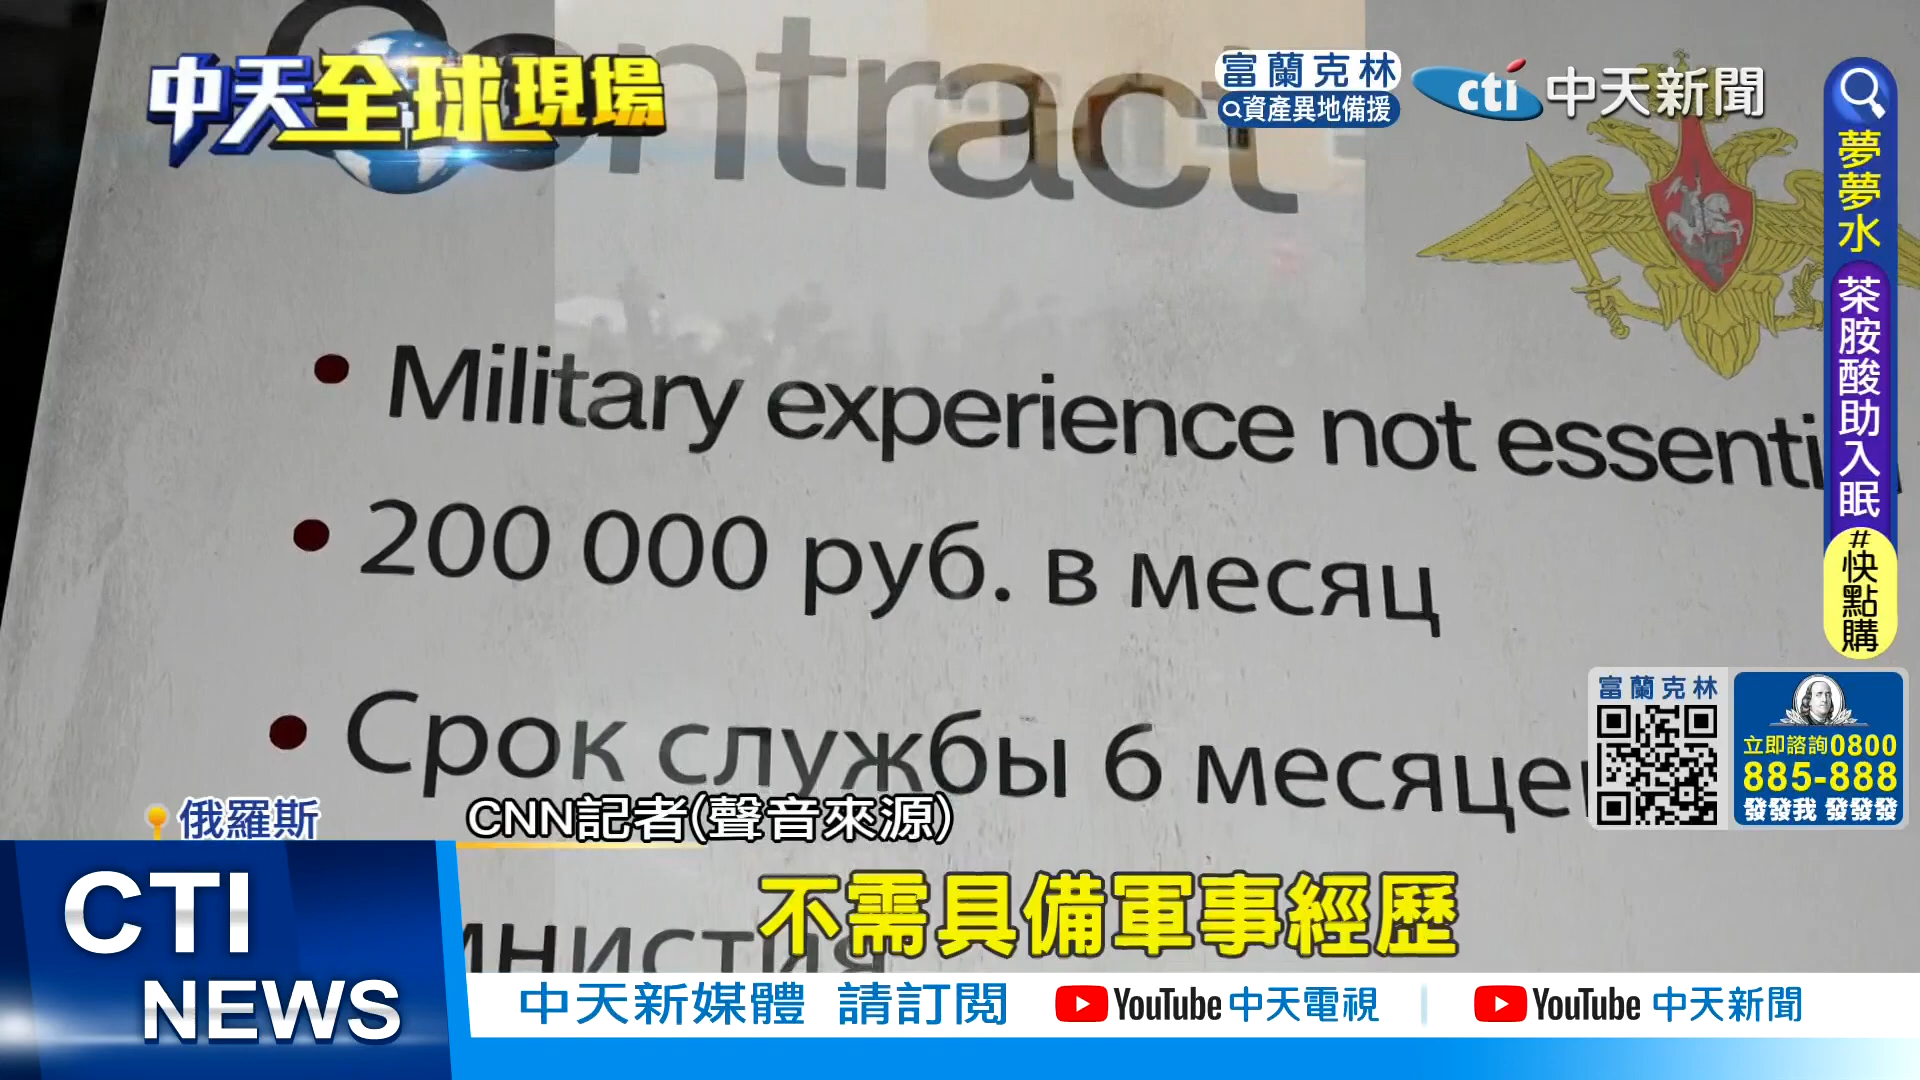 Contract
中天全球現場
富蘭克林
資產異地備援
cti 中天新聞
夢夢水
茶胺酸助入眠
#快點購
• Military experience not essenti
• 200 000 руб. в месяц
• Срок службы 6 месяце
富蘭克林
立即諮詢0800
885-888
發發我 發發發
俄羅斯
CNN記者(聲音來源)
мнистия
不需具備軍事經歷
CTI
NEWS
中天新媒體 請訂閱 YouTube 中天電視 | YouTube 中天新聞